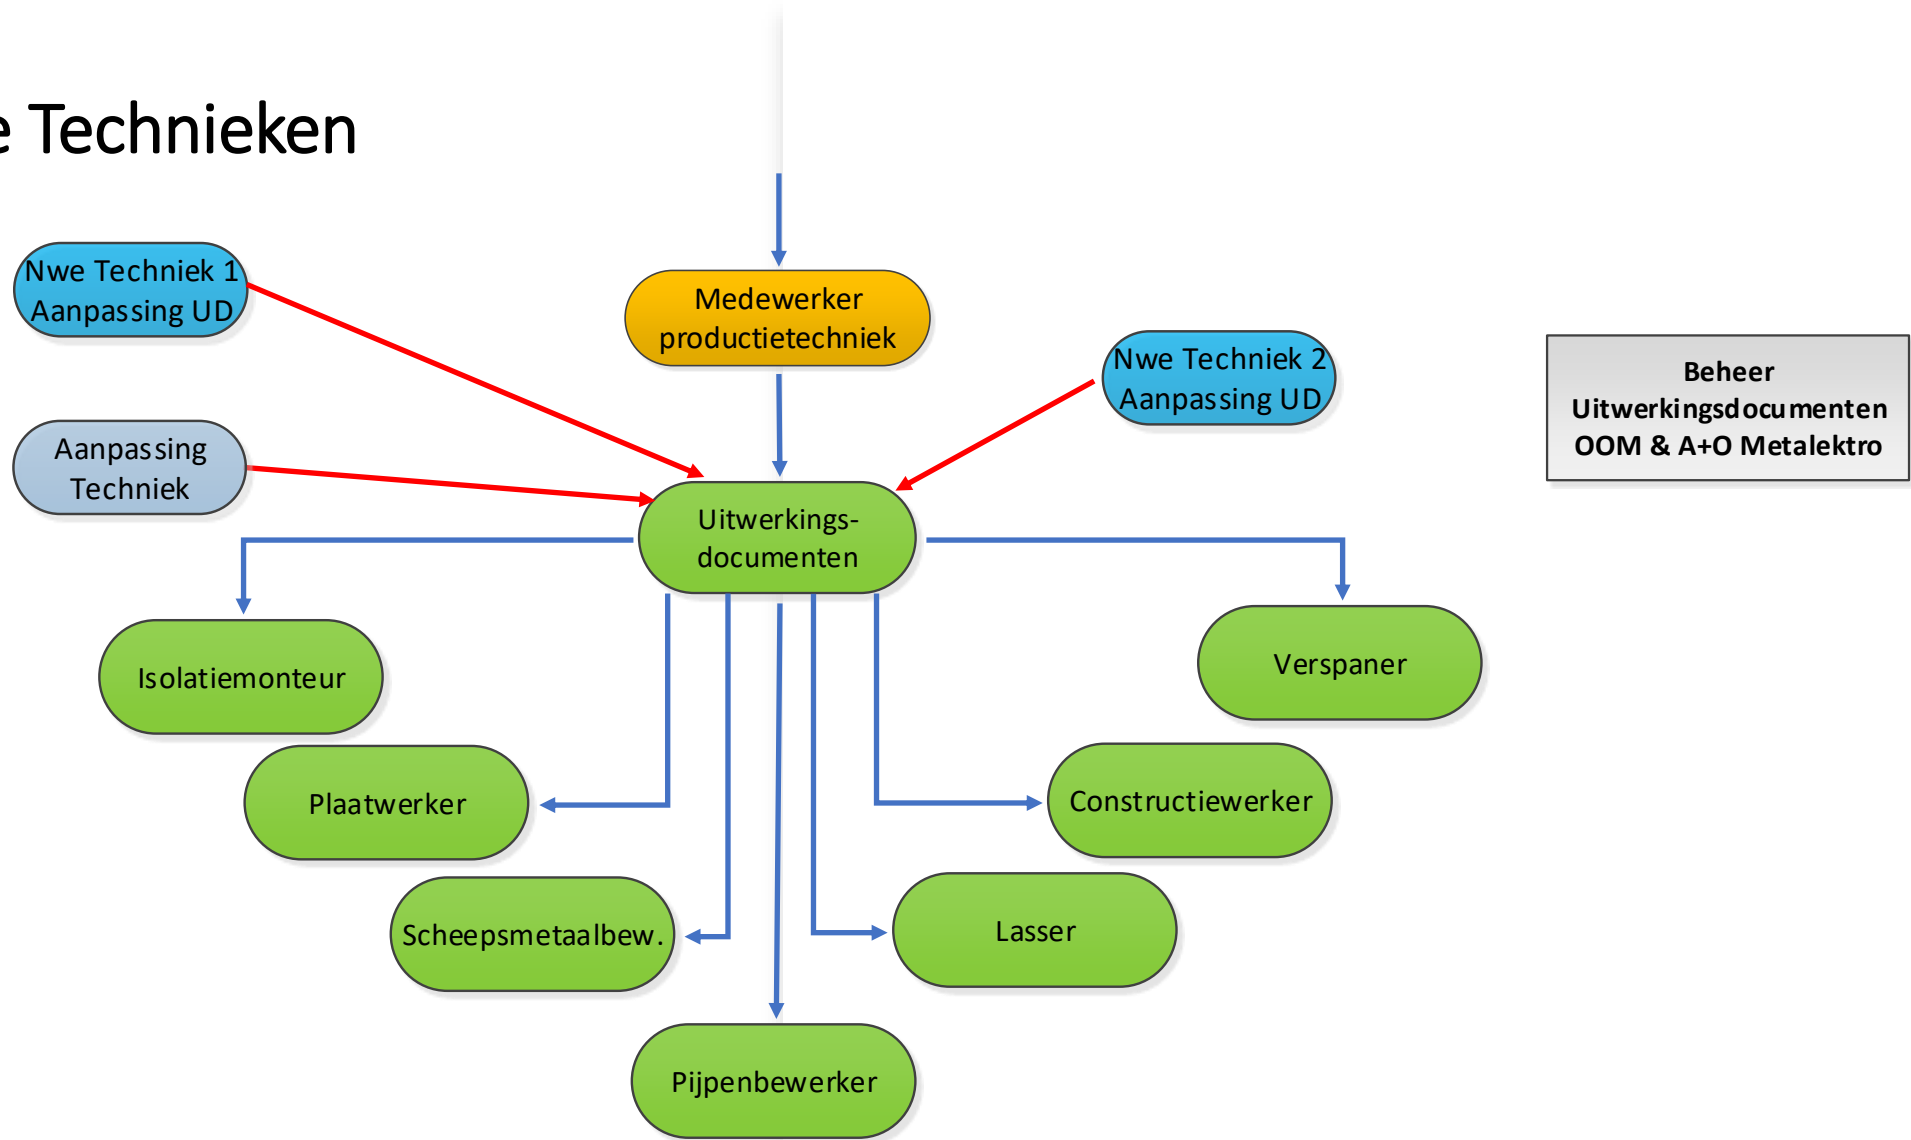 e Technieken
Nwe Techniek 1
Aanpassing UD
Medewerker
productietechniek
Nwe Techniek 2
Aanpassing UD
Beheer
Uitwerkingsdocumenten
OOM & A+O Metalektro
Aanpassing
Techniek
Uitwerkings-
documenten
Isolatiemonteur
Verspaner
Plaatwerker
Constructiewerker
Scheepsmetaalbew.
Lasser
Pijpenbewerker